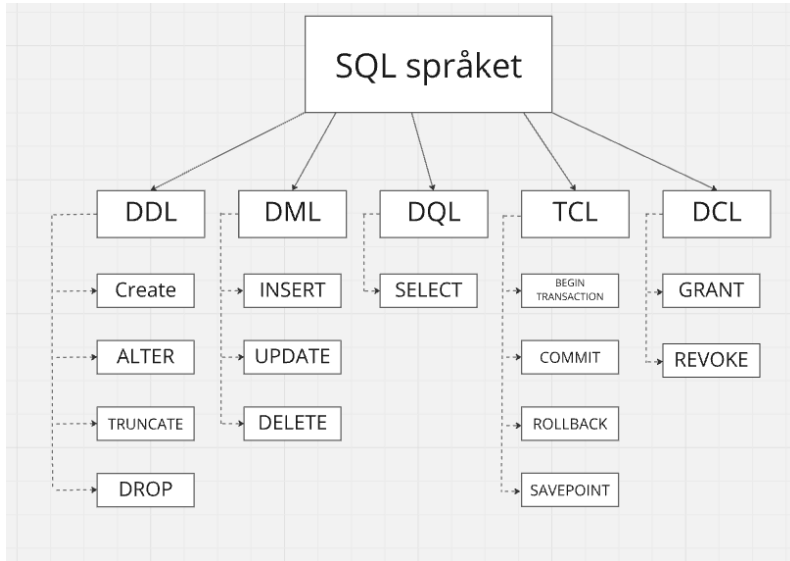 SQL språket
DDL
DML
DQL
TCL
DCL
Create
INSERT
SELECT
BEGIN
TRANSACTION
GRANT
ALTER
UPDATE
COMMIT
REVOKE
TRUNCATE
DELETE
ROLLBACK
DROP
SAVEPOINT